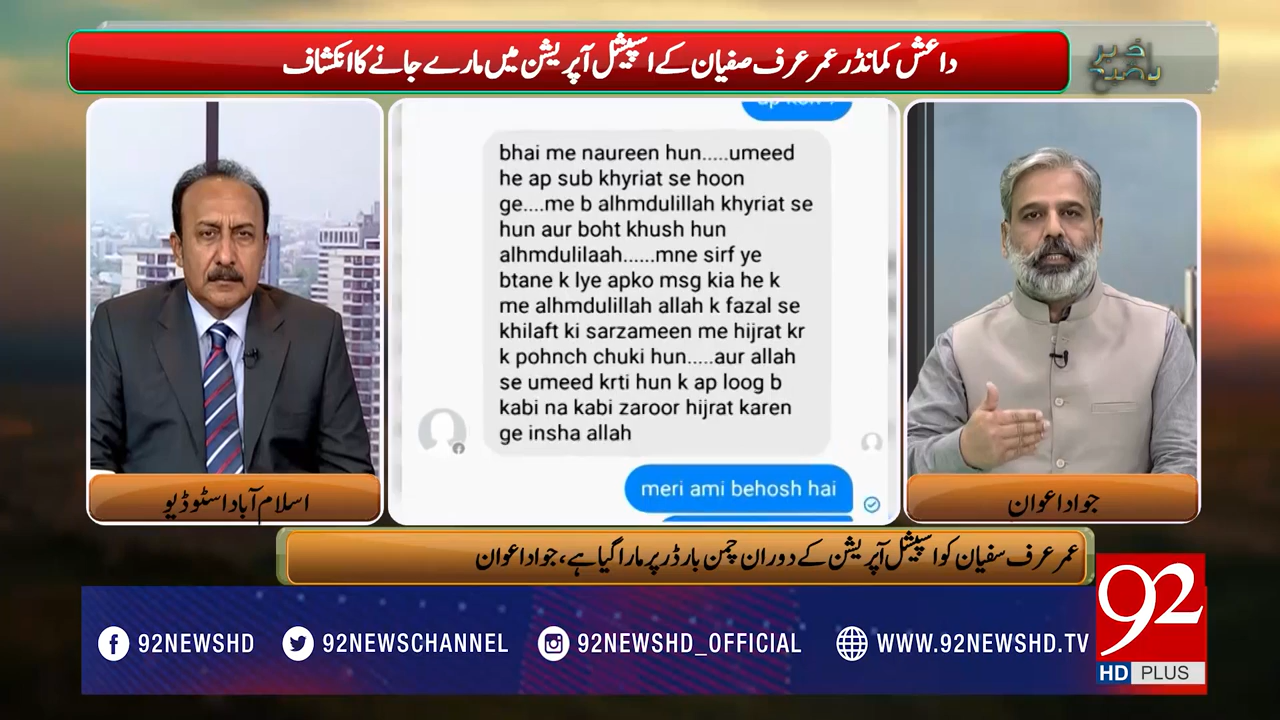 داعش کمانڈر عمر عرف صفیان کے اسپیشل آپریشن میں مارے جانے کا انکشاف
bhai me naureen hun.....umeed
he ap sub khyriat se hoon
ge....me b alhmdulillah khyriat se
hun aur boht khush hun
alhmdulilaah......mne sirf ye
btane k lye apko msg kia he k
me alhmdulillah allah k fazal se
khilaft ki sarzameen me hijrat kr
k pohnch chuki hun.....aur allah
se umeed krti hun k ap loog b
kabi na kabi zaroor hijrat karen
ge insha allah
meri ami behosh hai
اسلام آباد اسٹوڈیو
جواد اعوان
عمر عرف سفیان کو اسپیشل آپریشن کے دوران چمن بارڈر پر مارا گیا ہے، جواد اعوان
92NEWSHD
92NEWSCHANNEL
92NEWSHD_OFFICIAL
WWW.92NEWSHD.TV
92
HD PLUS